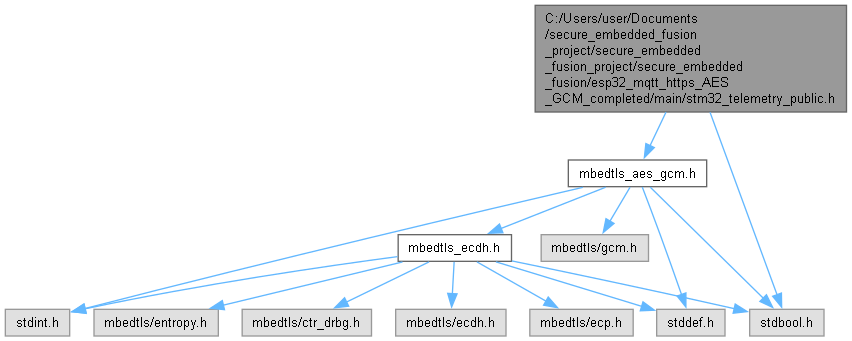 C:/Users/user/Documents
/secure_embedded_fusion
_project/secure_embedded
_fusion_project/secure_embedded
_fusion/esp32_mqtt_https_AES
_GCM_completed/main/stm32_telemetry_public.h
mbedtls_aes_gcm.h
mbedtls_ecdh.h
mbedtls/gcm.h
stdint.h
mbedtls/entropy.h
mbedtls/ctr_drbg.h
mbedtls/ecdh.h
mbedtls/ecp.h
stddef.h
stdbool.h